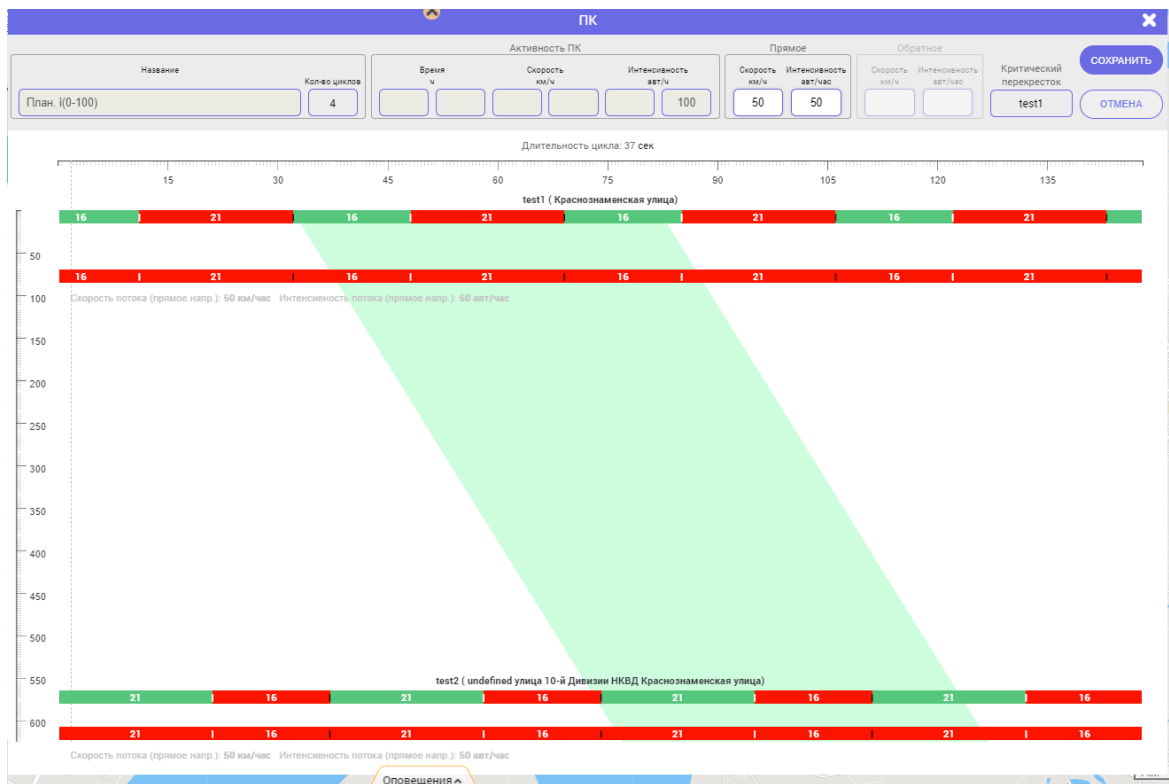 ПК
Активность ПК Прямое Обратное
Название Кол-во циклов Время ч Скорость км/ч Интенсивность авт/ч Скорость км/ч Интенсивность авт/час Скорость км/ч Интенсивность авт/час Критический перекресток СОХРАНИТЬ
План. i(0-100) 4 100 50 50 test1 ОТМЕНА
Длительность цикла: 37 сек
15 30 45 60 75 90 105 120 135
test1 ( Краснознаменская улица)
16 21 16 21 16 21 16 21
50
16 21 16 21 16 21 16 21
100 Скорость потока (прямое напр.): 50 км/час Интенсивность потока (прямое напр.): 50 авт/час
150
200
250
300
350
400
450
500
550 test2 ( undefined улица 10-й Дивизии НКВД Краснознаменская улица)
21 16 21 16 21 16 21 16
600
21 16 21 16 21 16 21 16
Скорость потока (прямое напр.): 50 км/час Интенсивность потока (прямое напр.): 50 авт/час
Оповещения